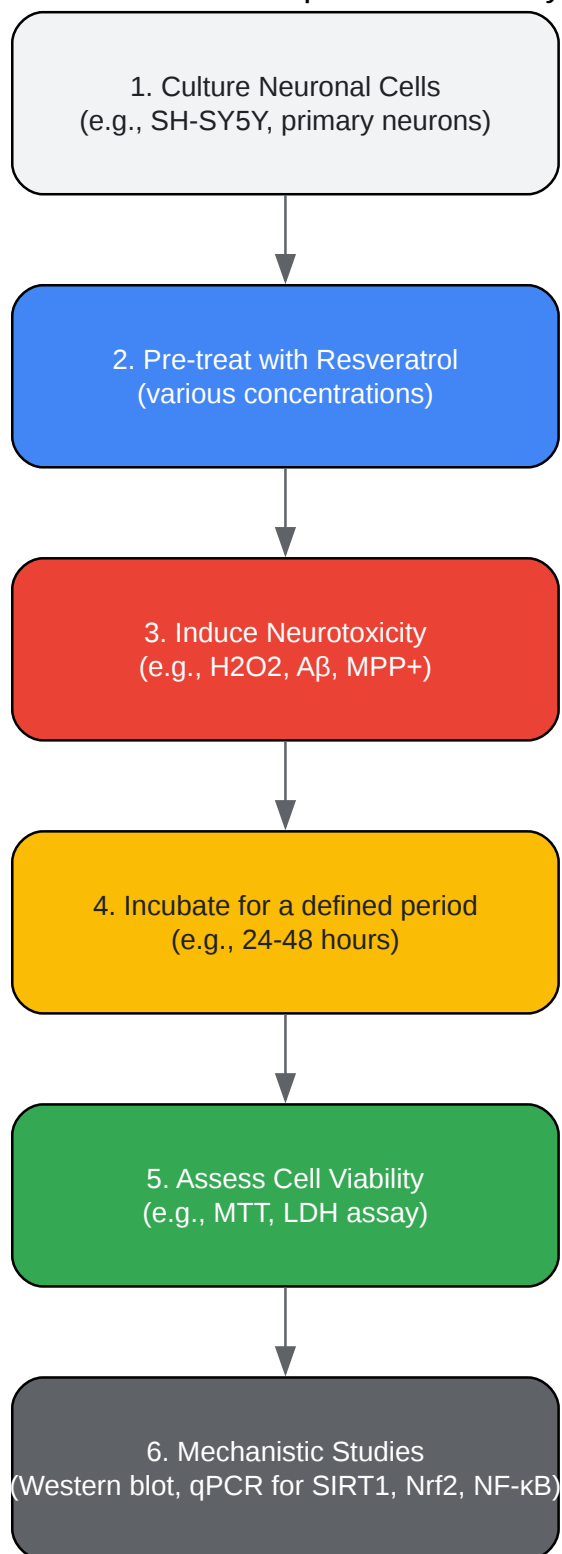 1. Culture Neuronal Cells
(e.g., SH-SY5Y, primary neurons)
2. Pre-treat with Resveratrol
(various concentrations)
3. Induce Neurotoxicity
(e.g., H2O2, Aβ, MPP+)
4. Incubate for a defined period
(e.g., 24-48 hours)
5. Assess Cell Viability
(e.g., MTT, LDH assay)
6. Mechanistic Studies
(Western blot, qPCR for SIRT1, Nrf2, NF-κB)